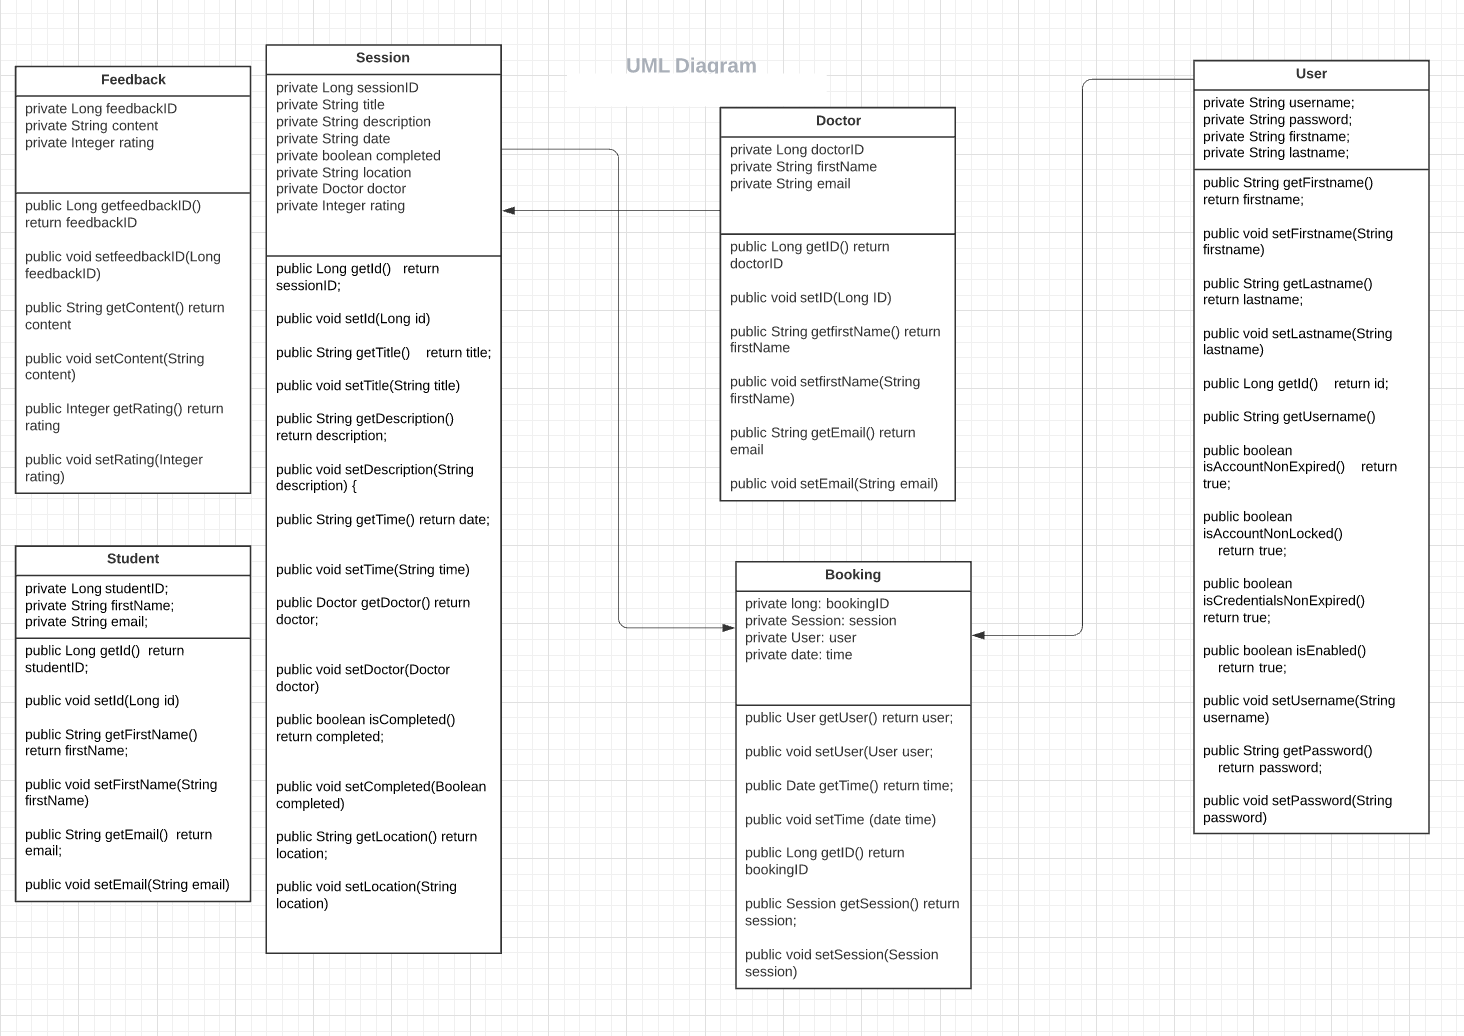 UML Diagram
Feedback
private Long feedbackID
private String content
private Integer rating
public Long getfeedbackID()
return feedbackID
public void setfeedbackID(Long
feedbackID)
public String getContent() return
content
public void setContent(String
content)
public Integer getRating() return
rating
public void setRating(Integer
rating)
Student
private Long studentID;
private String firstName;
private String email;
public Long getId()  return
studentID;
public void setId(Long id)
public String getFirstName()
return firstName;
public void setFirstName(String
firstName)
public String getEmail()  return
email;
public void setEmail(String email)
Session
private Long sessionID
private String title
private String description
private String date
private boolean completed
private String location
private Doctor doctor
private Integer rating
public Long getId()   return
sessionID;
public void setId(Long id)
public String getTitle()    return title;
public void setTitle(String title)
public String getDescription()
return description;
public void setDescription(String
description) {
public String getTime() return date;
public void setTime(String time)
public Doctor getDoctor() return
doctor;
public void setDoctor(Doctor
doctor)
public boolean isCompleted()
return completed;
public void setCompleted(Boolean
completed)
public String getLocation() return
location;
public void setLocation(String
location)
Doctor
private Long doctorID
private String firstName
private String email
public Long getID() return
doctorID
public void setID(Long ID)
public String getfirstName() return
firstName
public void setfirstName(String
firstName)
public String getEmail() return
email
public void setEmail(String email)
Booking
private long: bookingID
private Session: session
private User: user
private date: time
public User getUser() return user;
public void setUser(User user;
public Date getTime() return time;
public void setTime (date time)
public Long getID() return
bookingID
public Session getSession() return
session;
public void setSession(Session
session)
User
private String username;
private String password;
private String firstname;
private String lastname;
public String getFirstname()
return firstname;
public void setFirstname(String
firstname)
public String getLastname()
return lastname;
public void setLastname(String
lastname)
public Long getId()    return id;
public String getUsername()
public boolean
isAccountNonExpired()    return
true;
public boolean
isAccountNonLocked()
return true;
public boolean
isCredentialsNonExpired()
return true;
public boolean isEnabled()
return true;
public void setUsername(String
username)
public String getPassword()
return password;
public void setPassword(String
password)